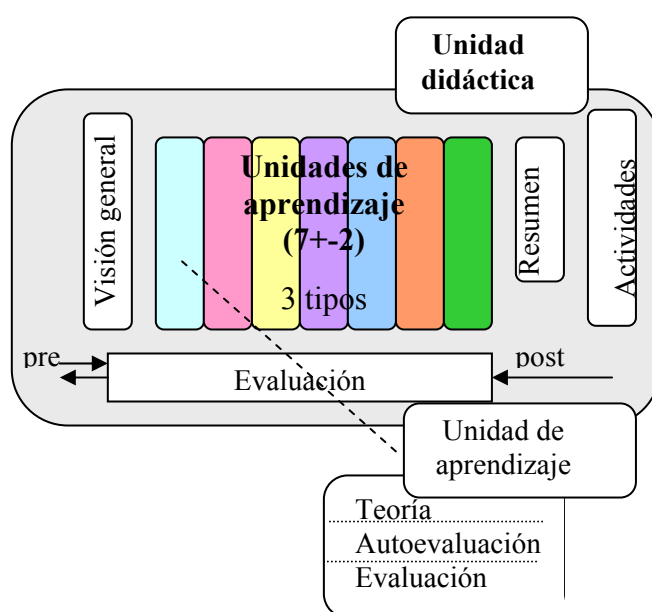 Unidad
didáctica
Visión general
Unidades de
aprendizaje
(7+-2)
3 tipos
Resumen
Actividades
pre
Evaluación
post
Unidad de
aprendizaje
Teoría
Autoevaluación
Evaluación